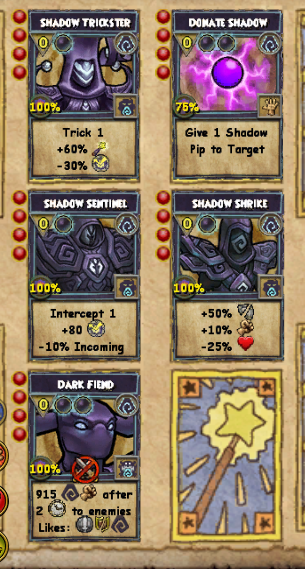 SHADOW TRICKSTER
0
100%
Trick 1
+60%
-30%
DONATE SHADOW
0
75%
Give 1 Shadow
Pip to Target
SHADOW SENTINEL
0
100%
Intercept 1
+80
-10% Incoming
SHADOW SHRIKE
0
100%
+50%
+10%
-25%
DARK FIEND
0
100%
915 after
2 to enemies
Likes: